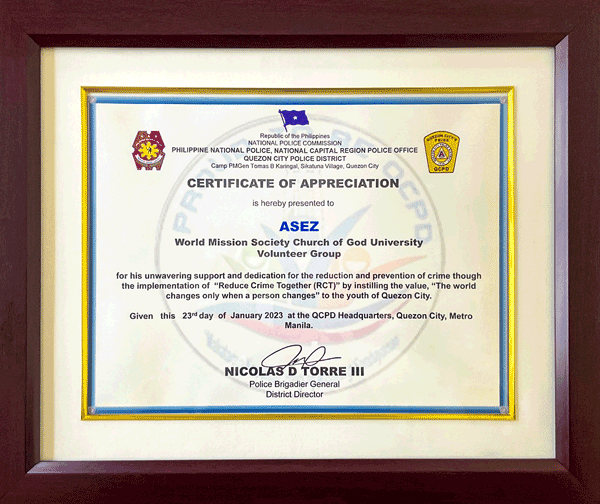 Republic of the Philippines
NATIONAL POLICE COMMISSION
PHILIPPINE NATIONAL POLICE, NATIONAL CAPITAL REGION POLICE OFFICE
QUEZON CITY POLICE DISTRICT
Camp PMGen Tomas B Karingal, Sikatuna Village, Quezon City
QUEZON CITY'S
PRIDE
QCPD
CERTIFICATE OF APPRECIATION
is hereby presented to
ASEZ
World Mission Society Church of God University
Volunteer Group
for his unwavering support and dedication for the reduction and prevention of crime though
the implementation of "Reduce Crime Together (RCT)" by instilling the value, "The world
changes only when a person changes" to the youth of Quezon City.
Given this 23rd day of January 2023 at the QCPD Headquarters, Quezon City, Metro
Manila.
NICOLAS D TORRE III
Police Brigadier General
District Director